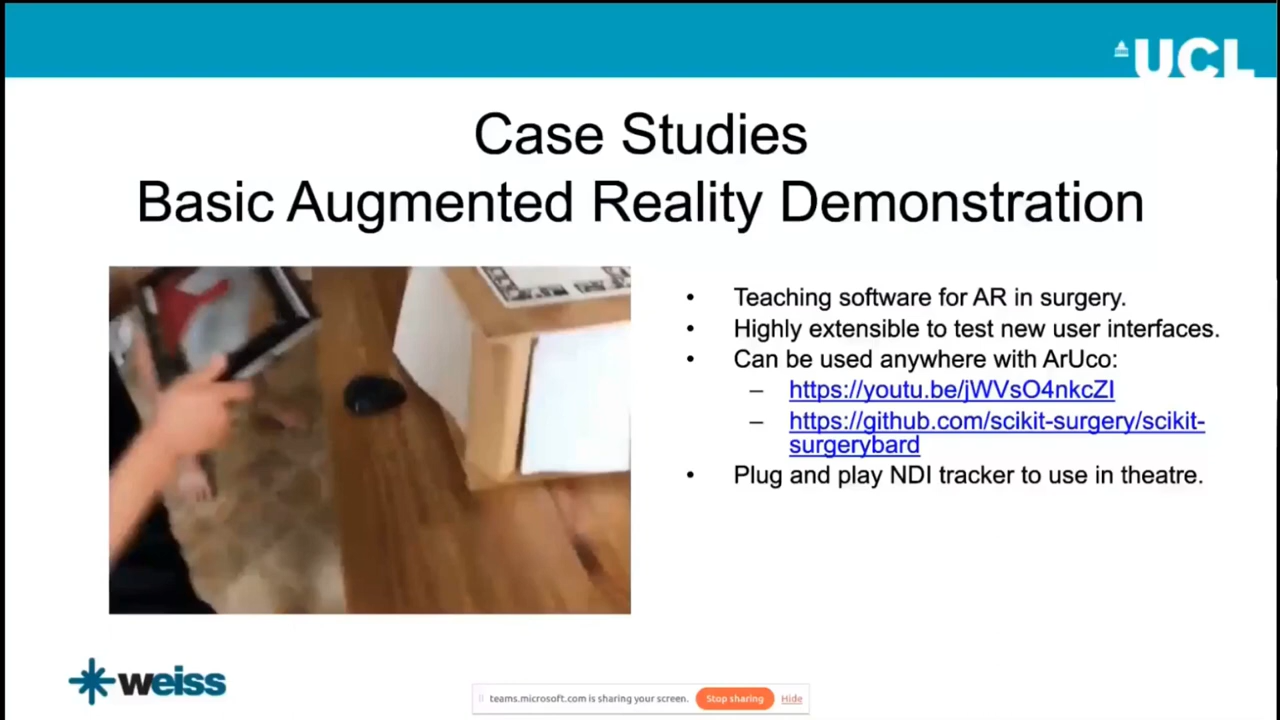 UCL
Case Studies
Basic Augmented Reality Demonstration
• Teaching software for AR in surgery.
• Highly extensible to test new user interfaces.
• Can be used anywhere with ArUco:
– https://youtu.be/jWVsO4nkcZI
– https://github.com/scikit-surgery/scikit-
surgerybard
• Plug and play NDI tracker to use in theatre.
weiss
teams.microsoft.com is sharing your screen. Stop sharing Hide